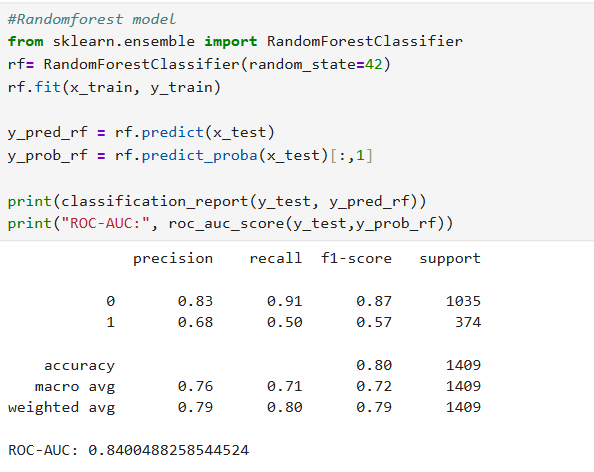 #Randomforest model
from sklearn.ensemble import RandomForestClassifier
rf= RandomForestClassifier(random_state=42)
rf.fit(x_train, y_train)
y_pred_rf = rf.predict(x_test)
y_prob_rf = rf.predict_proba(x_test)[:,1]
print(classification_report(y_test, y_pred_rf))
print("ROC-AUC:", roc_auc_score(y_test,y_prob_rf))
precision recall f1-score support
0 0.83 0.91 0.87 1035
1 0.68 0.50 0.57 374
accuracy 0.80 1409
macro avg 0.76 0.71 0.72 1409
weighted avg 0.79 0.80 0.79 1409
ROC-AUC: 0.8400488258544524